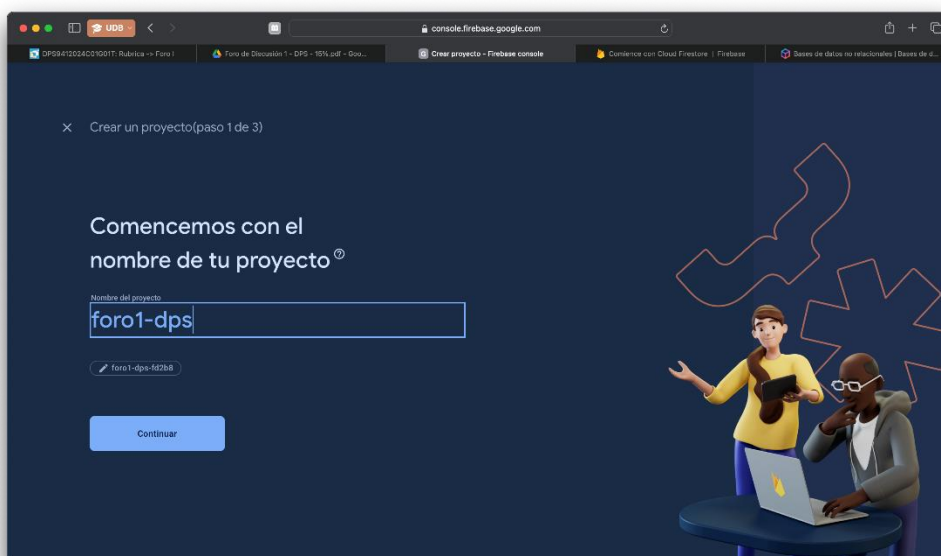 UDB
console.firebase.google.com
DPS9412024C01G01T: Rubrica -> Foro I
Foro de Discusión 1 - DPS - 15%.pdf - Goo...
G Crear proyecto - Firebase console
Comience con Cloud Firestore | Firebase
Bases de datos no relacionales | Bases de d...
Crear un proyecto(paso 1 de 3)
Comencemos con el
nombre de tu proyecto
Nombre del proyecto
foro1-dps
foro1-dps-fd2b8
Continuar